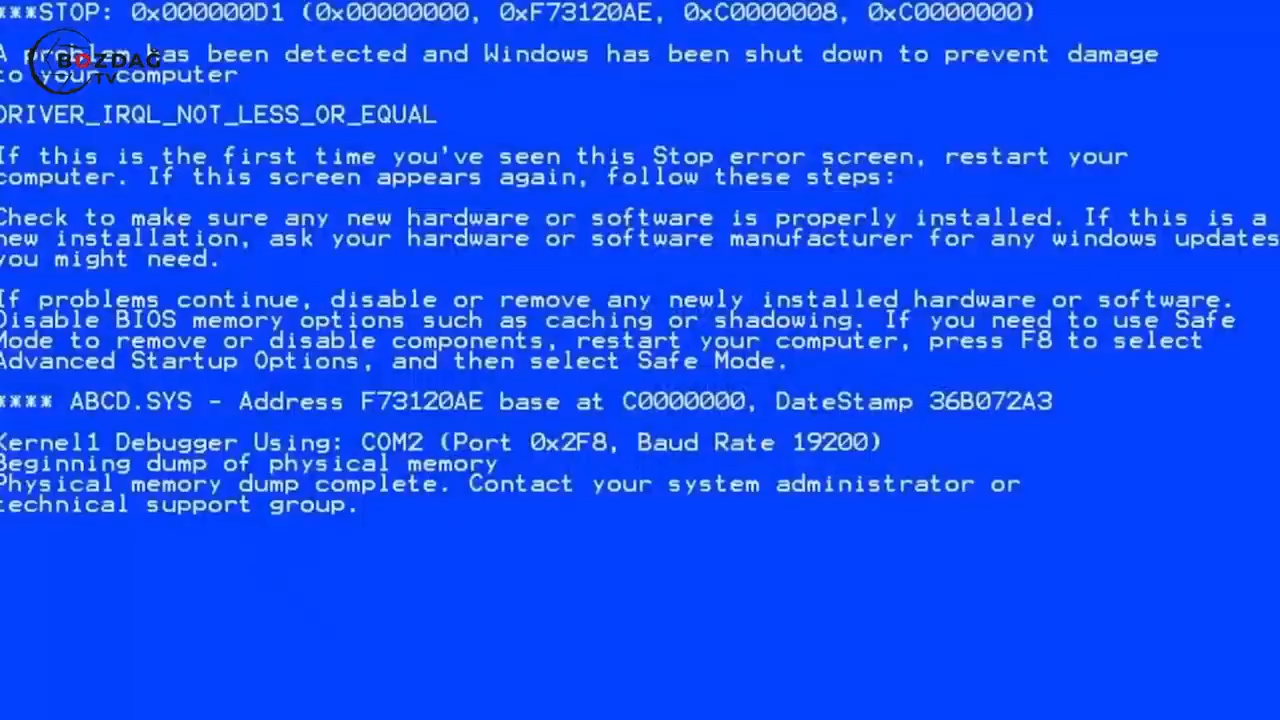 ***STOP: 0x000000D1 (0x00000000, 0xF73120AE, 0xC0000008, 0xC0000000)
A problem has been detected and Windows has been shut down to prevent damage
to your computer
BOZDAĞ
TV
DRIVER_IRQL_NOT_LESS_OR_EQUAL
If this is the first time you've seen this Stop error screen, restart your
computer. If this screen appears again, follow these steps:
Check to make sure any new hardware or software is properly installed. If this is a
new installation, ask your hardware or software manufacturer for any windows updates
you might need.
If problems continue, disable or remove any newly installed hardware or software.
Disable BIOS memory options such as caching or shadowing. If you need to use Safe
Mode to remove or disable components, restart your computer, press F8 to select
Advanced Startup Options, and then select Safe Mode.
**** ABCD.SYS - Address F73120AE base at C0000000, DateStamp 36B072A3
Kernel1 Debugger Using: COM2 (Port 0x2F8, Baud Rate 19200)
Beginning dump of physical memory
Physical memory dump complete. Contact your system administrator or
technical support group.